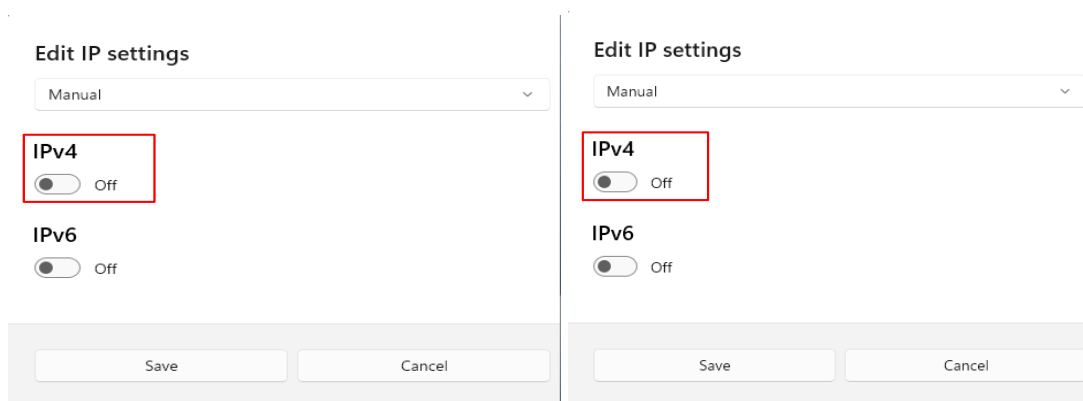 Edit IP settings
Manual
IPv4
Off
IPv6
Off
Save
Cancel
Edit IP settings
Manual
IPv4
Off
IPv6
Off
Save
Cancel